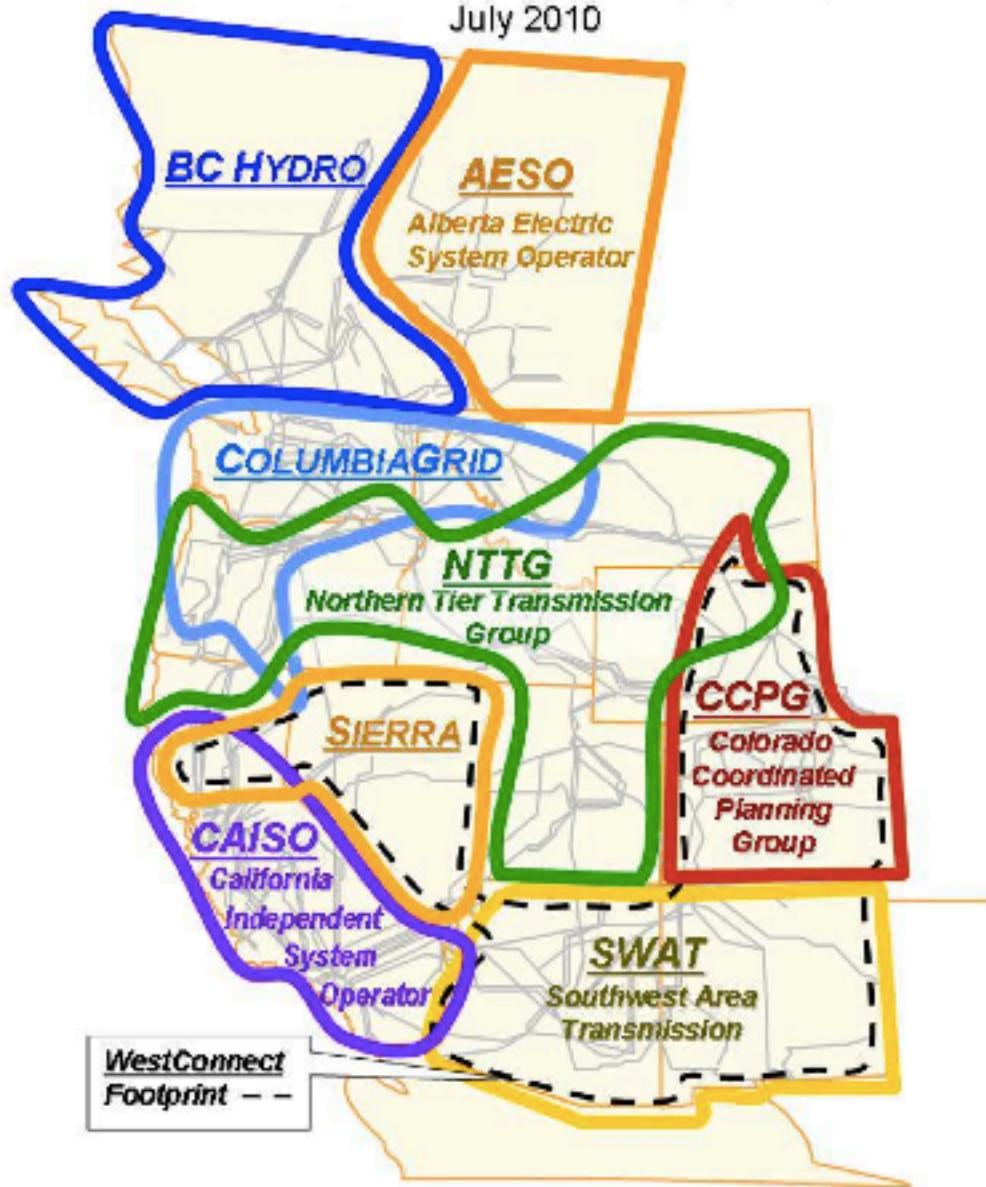 July 2010
BC HYDRO
AESO
Alberta Electric
System Operator
COLUMBIAGRID
NTTG
Northern Tier Transmission
Group
SIERRA
CCPG
Colorado
Coordinated
Planning
Group
CAISO
California
Independent
System
Operator
SWAT
Southwest Area
Transmission
WestConnect
Footprint – –